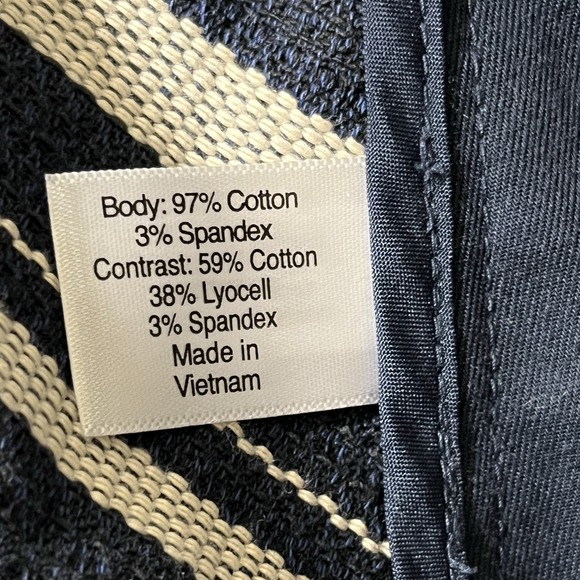 Body: 97% Cotton
3% Spandex
Contrast: 59% Cotton
38% Lyocell
3% Spandex
Made in
Vietnam